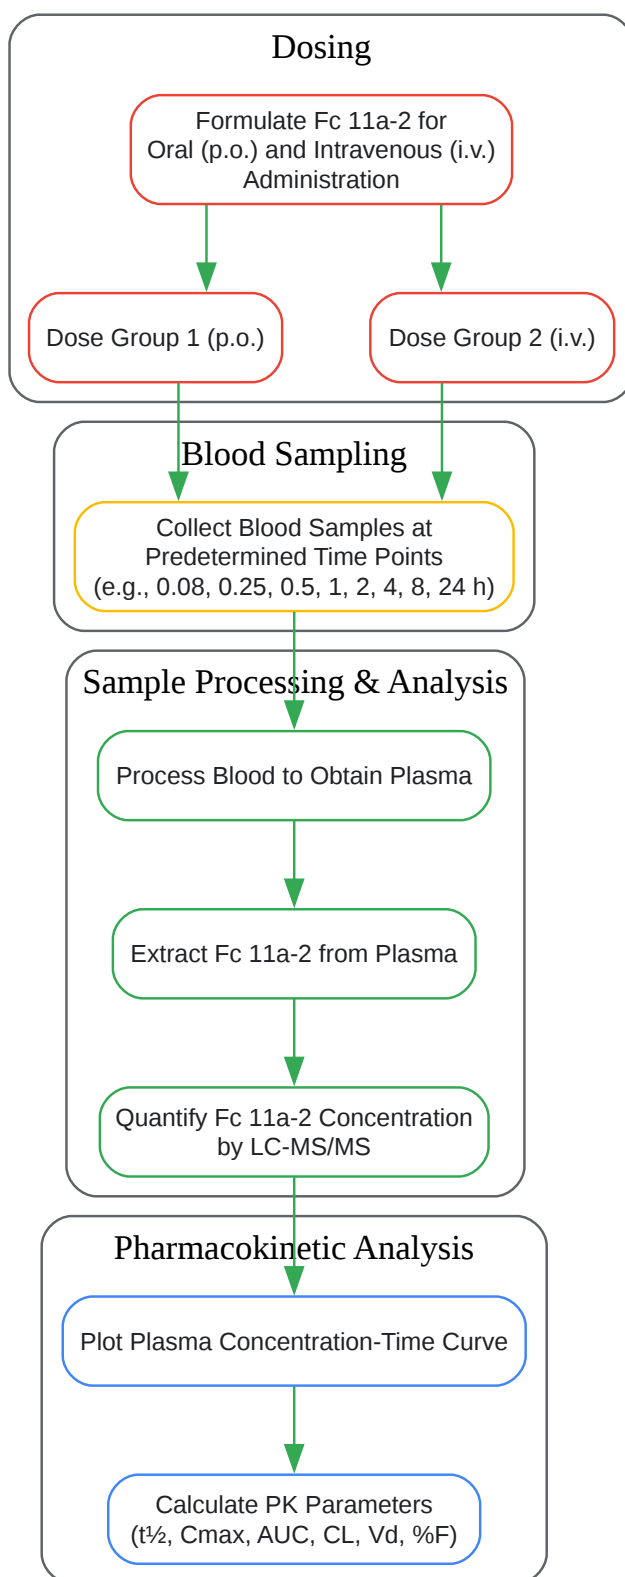 Dosing
Formulate Fc 11a-2 for
Oral (p.o.) and Intravenous (i.v.)
Administration
Dose Group 1 (p.o.)
Dose Group 2 (i.v.)
Blood Sampling
Collect Blood Samples at
Predetermined Time Points
(e.g., 0.08, 0.25, 0.5, 1, 2, 4, 8, 24 h)
Sample Processing & Analysis
Process Blood to Obtain Plasma
Extract Fc 11a-2 from Plasma
Quantify Fc 11a-2 Concentration
by LC-MS/MS
Pharmacokinetic Analysis
Plot Plasma Concentration-Time Curve
Calculate PK Parameters
(t½, Cmax, AUC, CL, Vd, %F)